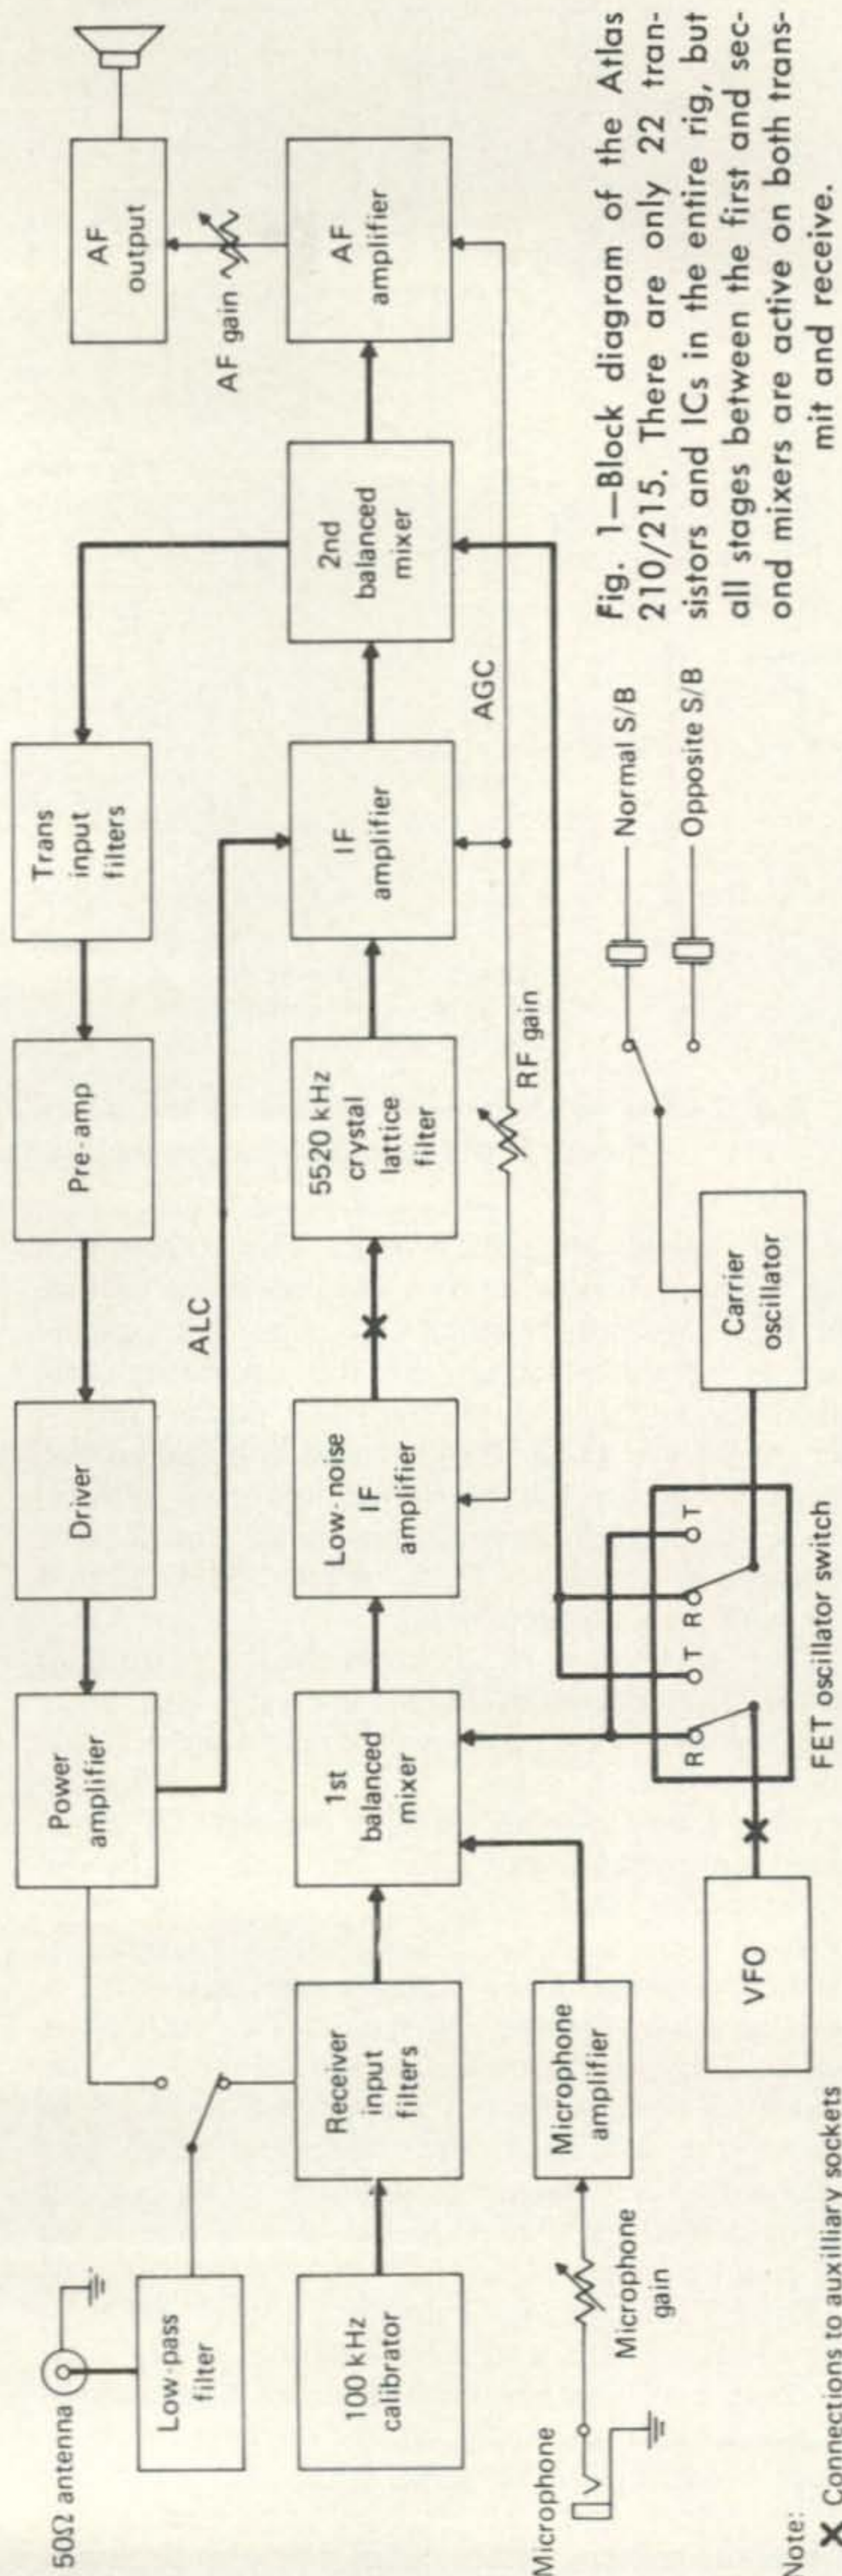 50Ω antenna
Low-pass
filter
Power
amplifier
Driver
Pre-amp
Trans
input
filters
AF
output
ALC
AF gain
100 kHz
calibrator
Receiver
input
filters
1st
balanced
mixer
Low-noise
IF
amplifier
5520 kHz
crystal
lattice
filter
IF
amplifier
2nd
balanced
mixer
AF
amplifier
AGC
RF gain
Microphone
Microphone
gain
Microphone
amplifier
R
T
R
T
FET oscillator switch
VFO
Carrier
oscillator
Normal S/B
Opposite S/B
Note:
X Connections to auxilliary sockets
Fig. 1—Block diagram of the Atlas
210/215. There are only 22 tran-
sistors and ICs in the entire rig, but
all stages between the first and sec-
ond mixers are active on both trans-
mit and receive.